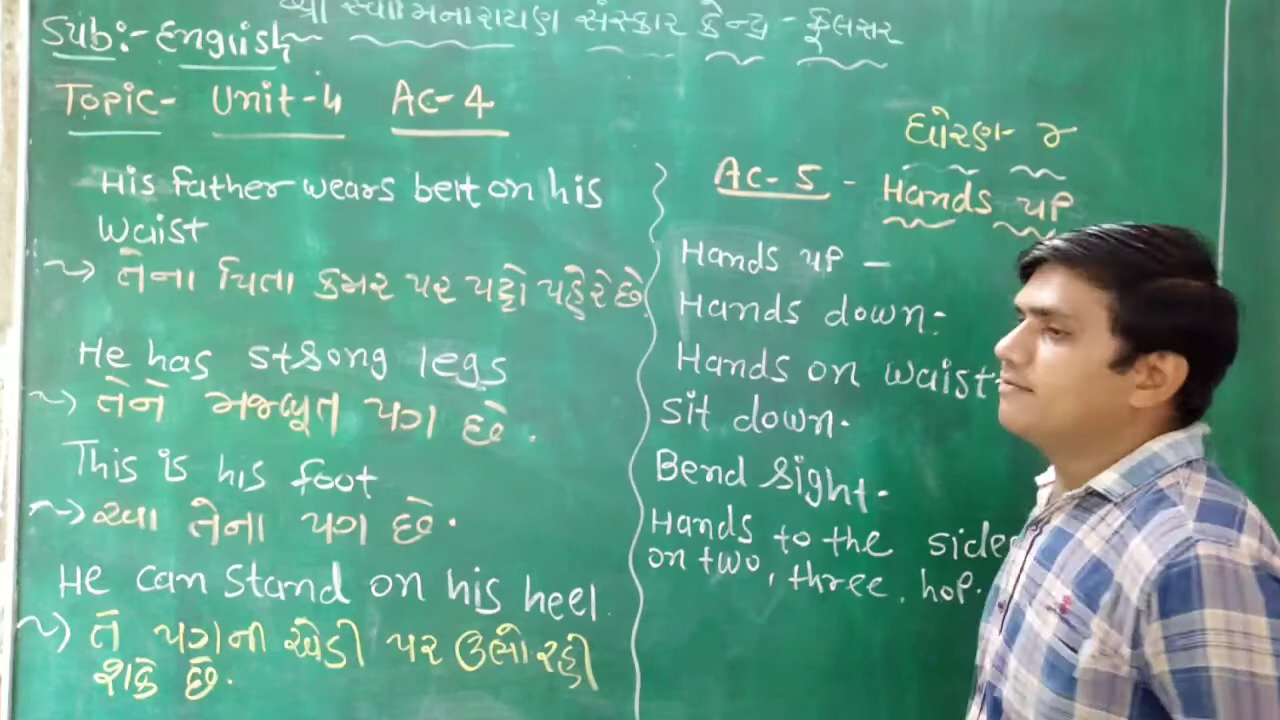 શ્રી સ્વામિનારાયણ સંસ્કાર કેન્દ્ર - ફૂલસર
Sub:- English
Topic- Unit-4 AC-4
His father wears belt on his
waist
તેના પિતા કમર પર પટ્ટો પહેરે છે.
He has strong legs
તેને મજબૂત પગ છે.
This is his foot
આ તેના પગ છે.
He can stand on his heel.
તે પગની એડી પર ઉભો રહી
શકે છે.
ધોરણ- ૪
AC-5 - Hands up
Hands up -
Hands down:
Hands on waist-
Sit down.
Bend right.
Hands to the side
on two, three, hop.